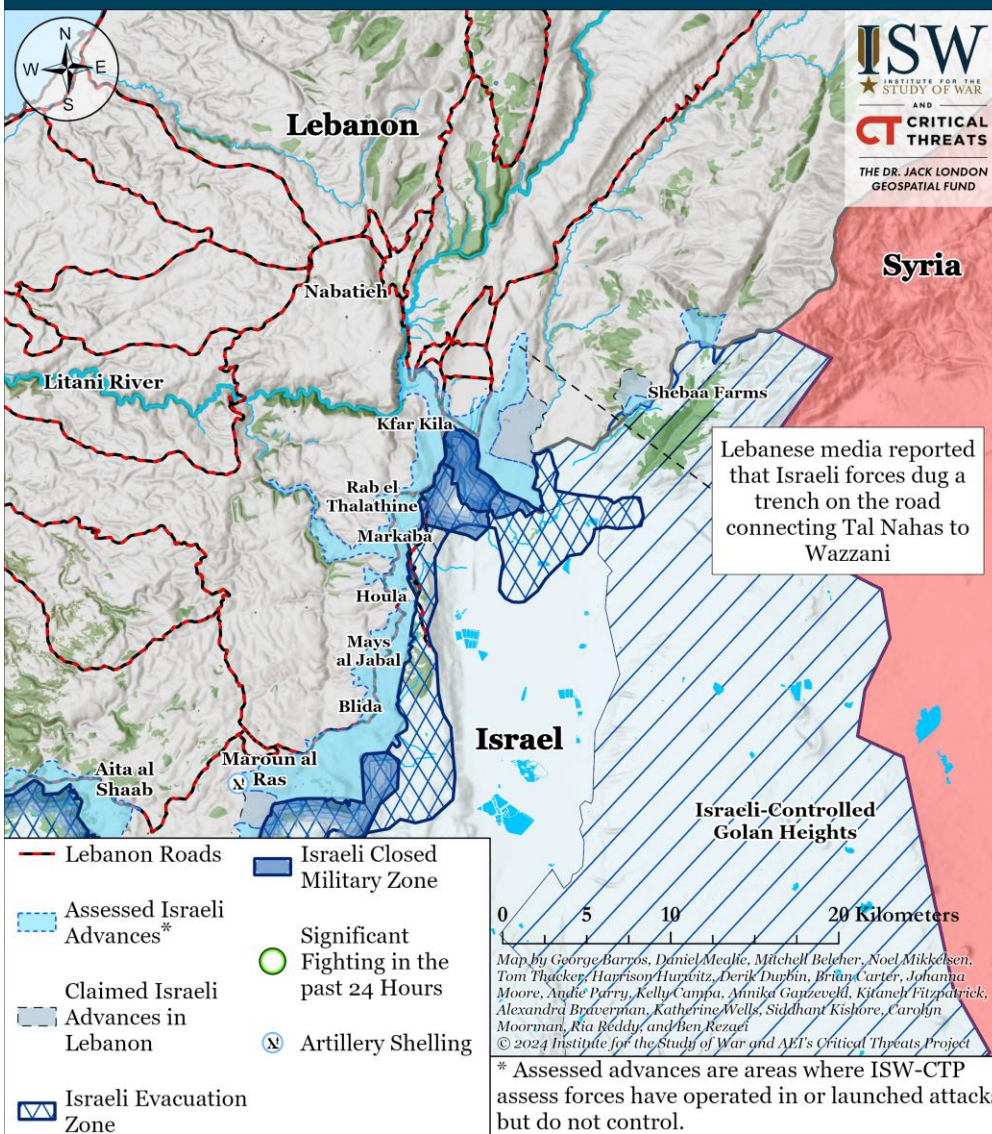 N
W
E
S
ISW
INSTITUTE FOR THE
STUDY OF WAR
AND
CT CRITICAL
THREATS
THE DR. JACK LONDON
GEOSPATIAL FUND
Lebanon
Syria
Nabatieh
Litani River
Shebaa Farms
Kfar Kila
Lebanese media reported
that Israeli forces dug a
trench on the road
connecting Tal Nahas to
Wazzani
Rab el
Thalathine
Markaba
Houla
Mays
al Jabal
Blida
Israel
Maroun al
Ras
Aita al
Shaab
Israeli-Controlled
Golan Heights
Lebanon Roads
Assessed Israeli
Advances*
Claimed Israeli
Advances in
Lebanon
Israeli Evacuation
Zone
Israeli Closed
Military Zone
Significant
Fighting in the
past 24 Hours
Artillery Shelling
0 5 10 20 Kilometers
Map by George Barros, Daniel Mealie, Mitchell Belcher, Noel Mikkelsen,
Tom Thacker, Harrison Hurwitz, Derik Durbin, Brian Carter, Johanna
Moore, Andie Parry, Kelly Campa, Annika Ganzeveld, Kitaneh Fitzpatrick,
Alexandra Braverman, Katherine Wells, Siddhant Kishore, Carolyn
Moorman, Ria Reddy, and Ben Rezaei
© 2024 Institute for the Study of War and AEI's Critical Threats Project
* Assessed advances are areas where ISW-CTP
assess forces have operated in or launched attacks
but do not control.